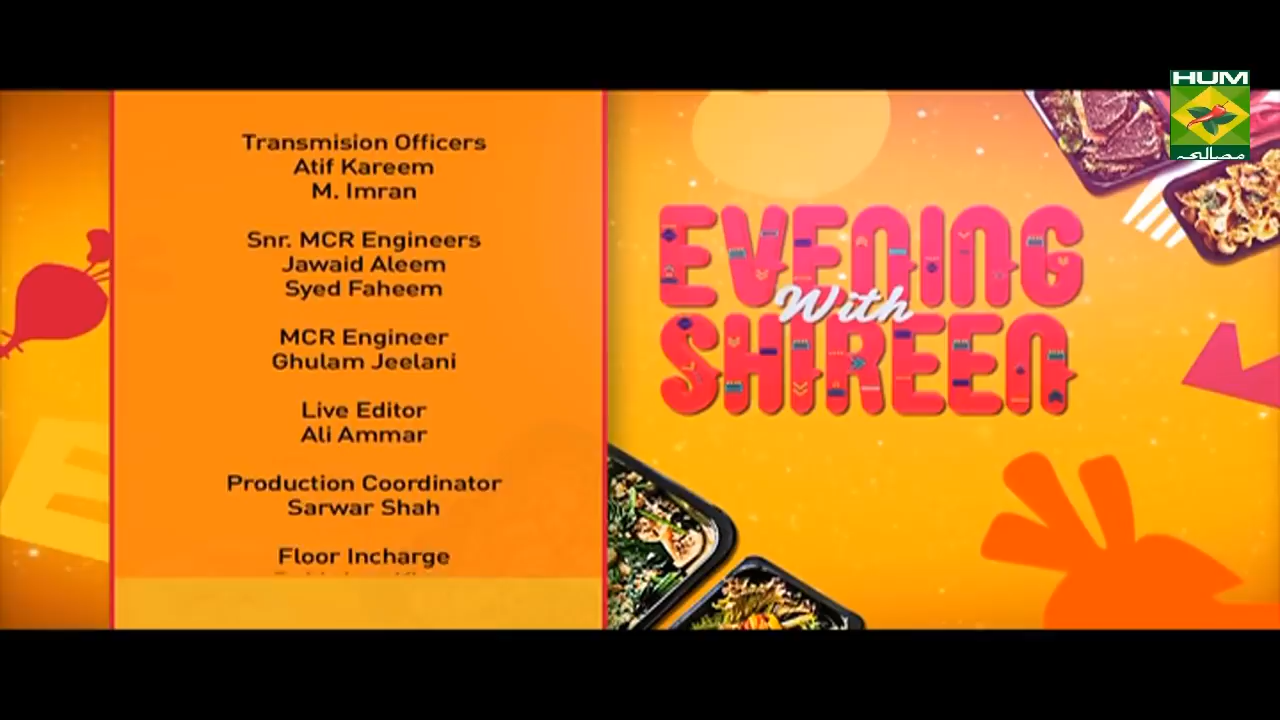 Transmision Officers
Atif Kareem
M. Imran
Snr. MCR Engineers
Jawaid Aleem
Syed Faheem
MCR Engineer
Ghulam Jeelani
Live Editor
Ali Ammar
Production Coordinator
Sarwar Shah
Floor Incharge
EVENING
With
SHIREEN
HUM
مصالحہ
E